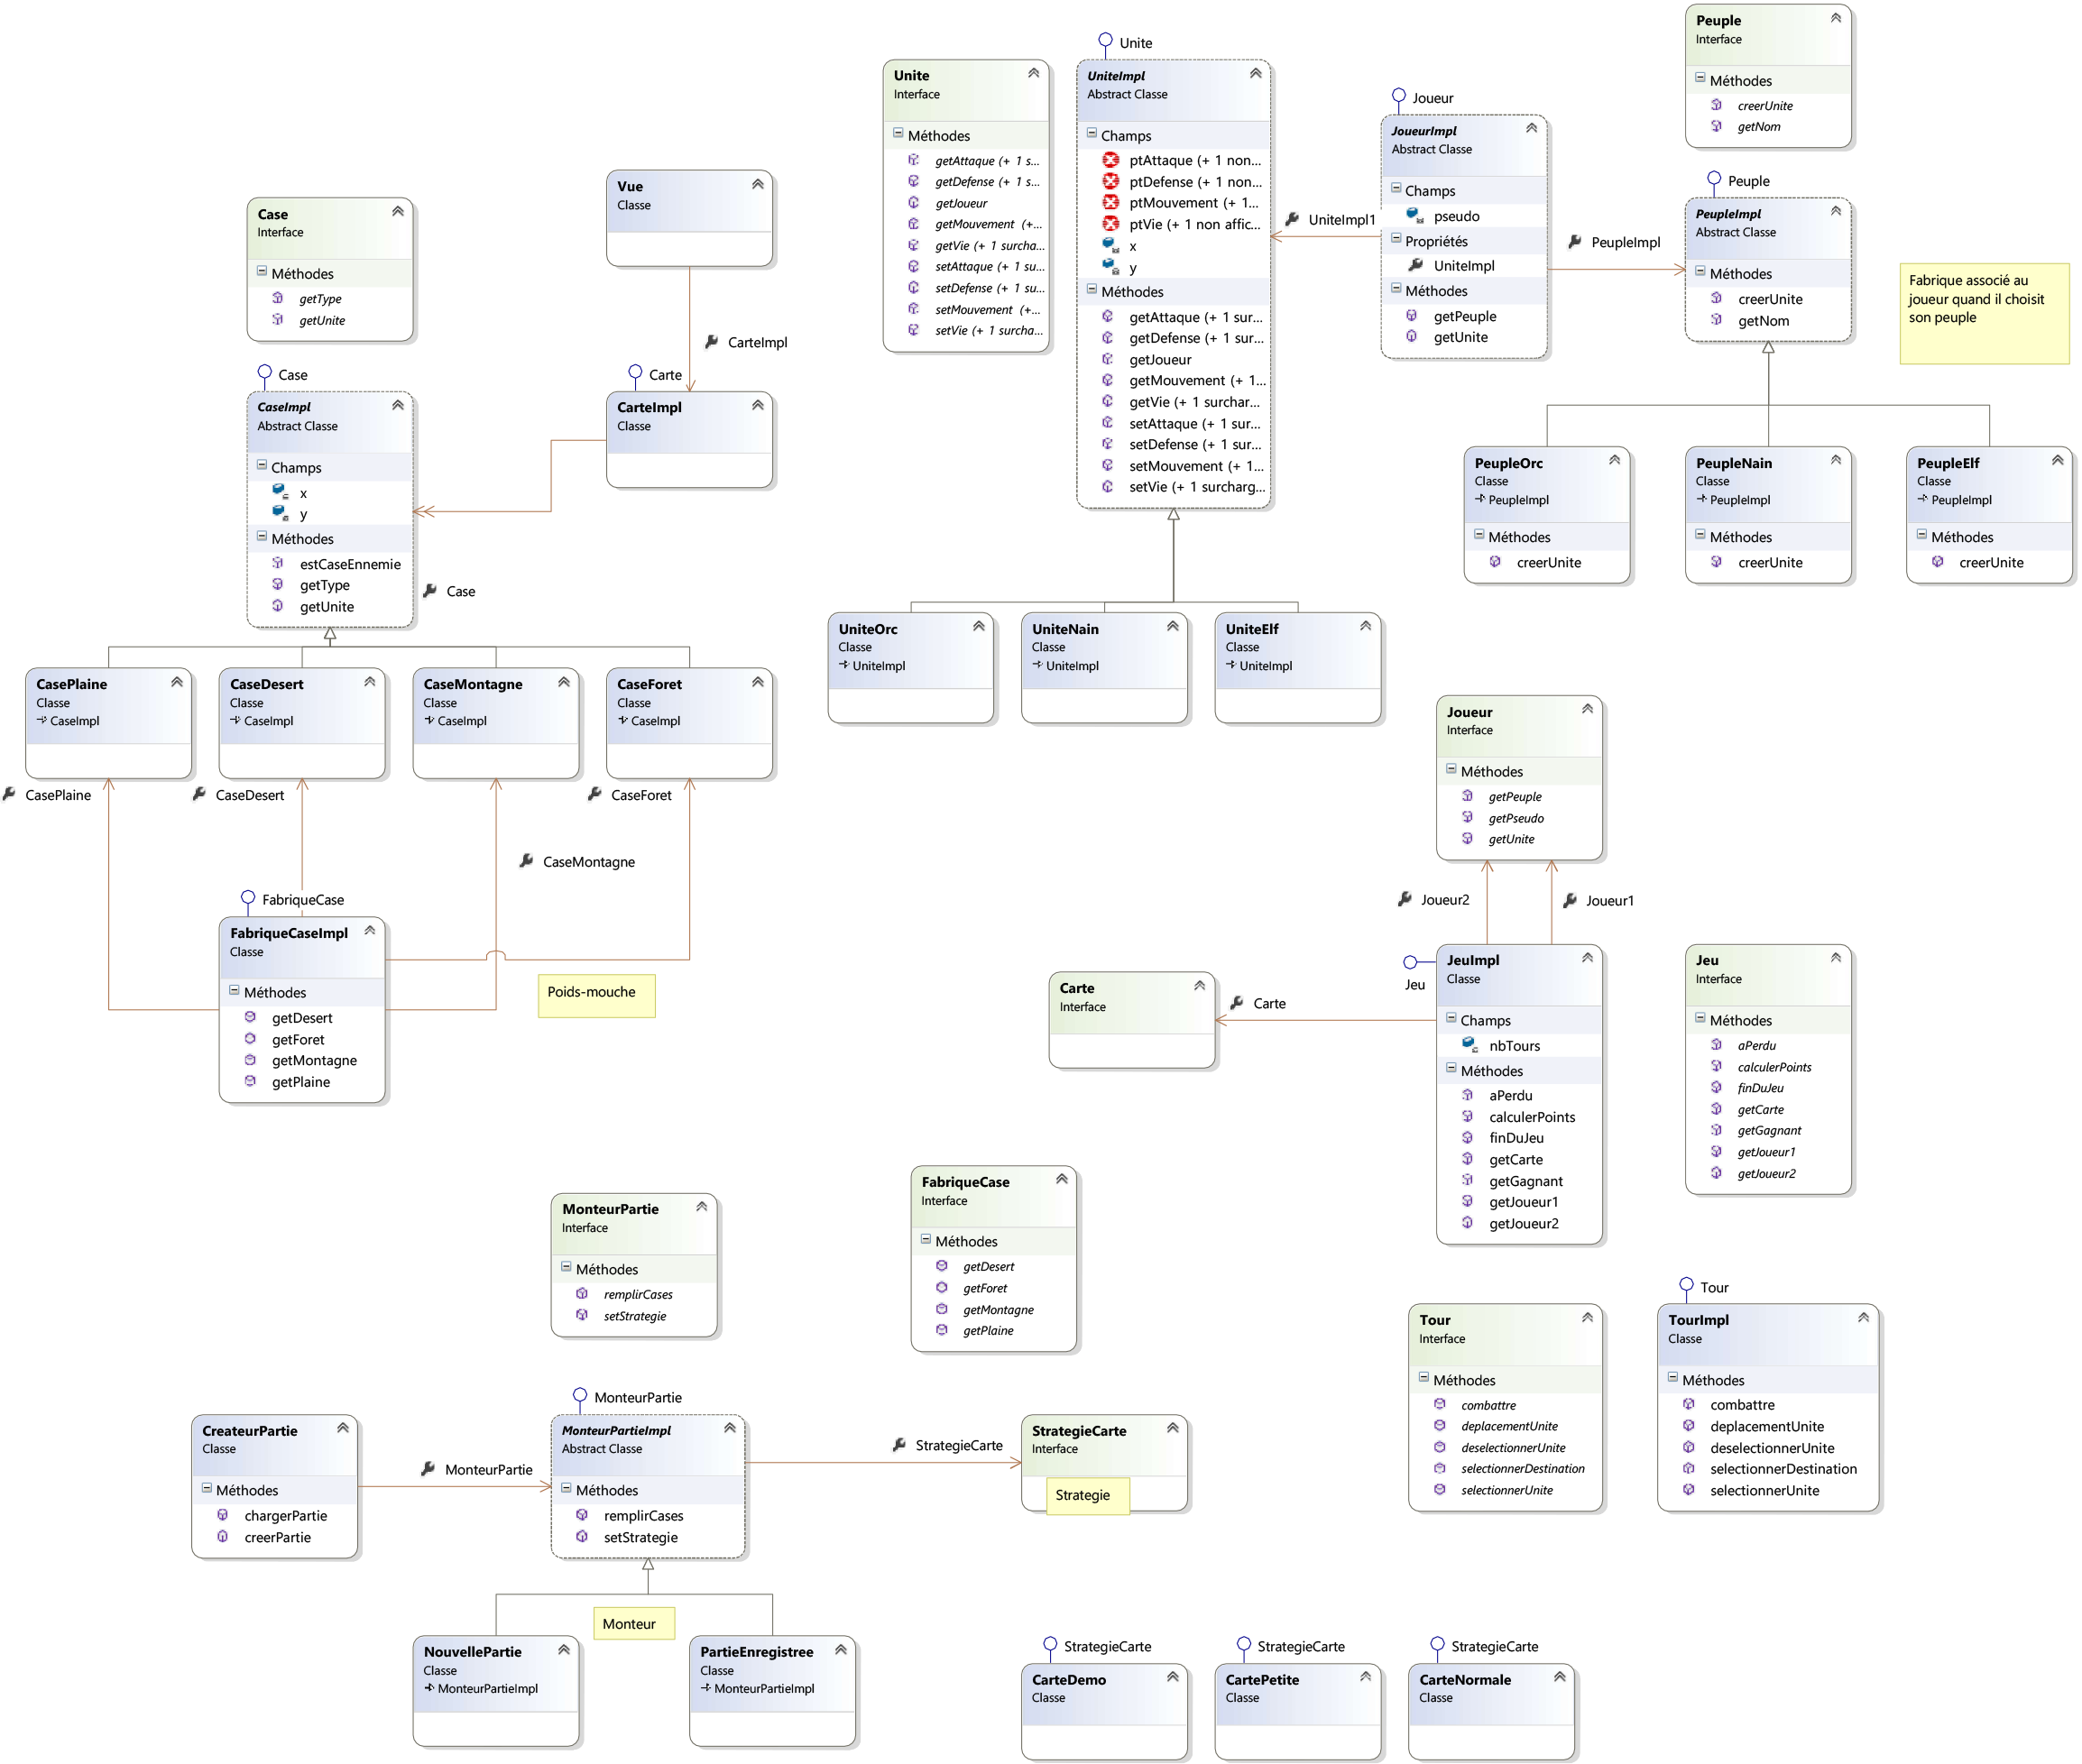 Peuple
Interface
Méthodes
creerUnite
getNom
Unite
Interface
Méthodes
getAttaque (+ 1 s...
getDefense (+ 1 s...
getJoueur
getMouvement (+...
getVie (+ 1 surcha...
setAttaque (+ 1 su...
setDefense (+ 1 su...
setMouvement (+...
setVie (+ 1 surcha...
Unite
UniteImpl
Abstract Classe
Champs
ptAttaque (+ 1 non...
ptDefense (+ 1 non...
ptMouvement (+ 1...
ptVie (+ 1 non affic...
x
y
Méthodes
getAttaque (+ 1 sur...
getDefense (+ 1 sur...
getJoueur
getMouvement (+ 1...
getVie (+ 1 surchar...
setAttaque (+ 1 sur...
setDefense (+ 1 sur...
setMouvement (+ 1...
setVie (+ 1 surcharg...
UniteImpl1
Joueur
JoueurImpl
Abstract Classe
Champs
pseudo
Propriétés
UniteImpl
Méthodes
getPeuple
getUnite
PeupleImpl
Peuple
PeupleImpl
Abstract Classe
Méthodes
creerUnite
getNom
Fabrique associé au
joueur quand il choisit
son peuple
PeupleOrc
Classe
PeupleImpl
Méthodes
creerUnite
PeupleNain
Classe
PeupleImpl
Méthodes
creerUnite
PeupleElf
Classe
PeupleImpl
Méthodes
creerUnite
Case
Interface
Méthodes
getType
getUnite
Vue
Classe
CarteImpl
Carte
CarteImpl
Classe
Case
CaseImpl
Abstract Classe
Champs
x
y
Méthodes
estCaseEnnemie
getType
getUnite
Case
CasePlaine
Classe
CaseImpl
CaseDesert
Classe
CaseImpl
CaseMontagne
Classe
CaseImpl
CaseForet
Classe
CaseImpl
UniteOrc
Classe
UniteImpl
UniteNain
Classe
UniteImpl
UniteElf
Classe
UniteImpl
CasePlaine
CaseDesert
CaseForet
CaseMontagne
FabriqueCase
FabriqueCaseImpl
Classe
Méthodes
getDesert
getForet
getMontagne
getPlaine
Poids-mouche
Joueur
Interface
Méthodes
getPeuple
getPseudo
getUnite
Joueur2
Joueur1
Carte
Interface
Carte
Jeu
JeuImpl
Classe
Champs
nbTours
Méthodes
aPerdu
calculerPoints
finDuJeu
getCarte
getGagnant
getJoueur1
getJoueur2
Jeu
Interface
Méthodes
aPerdu
calculerPoints
finDuJeu
getCarte
getGagnant
getJoueur1
getJoueur2
MonteurPartie
Interface
Méthodes
remplirCases
setStrategie
FabriqueCase
Interface
Méthodes
getDesert
getForet
getMontagne
getPlaine
Tour
Interface
Méthodes
combattre
deplacementUnite
deselectionnerUnite
selectionnerDestination
selectionnerUnite
Tour
TourImpl
Classe
Méthodes
combattre
deplacementUnite
deselectionnerUnite
selectionnerDestination
selectionnerUnite
CreateurPartie
Classe
Méthodes
chargerPartie
creerPartie
MonteurPartie
MonteurPartie
MonteurPartieImpl
Abstract Classe
Méthodes
remplirCases
setStrategie
StrategieCarte
StrategieCarte
Interface
Strategie
Monteur
NouvellePartie
Classe
MonteurPartieImpl
PartieEnregistree
Classe
MonteurPartieImpl
StrategieCarte
CarteDemo
Classe
StrategieCarte
CartePetite
Classe
StrategieCarte
CarteNormale
Classe